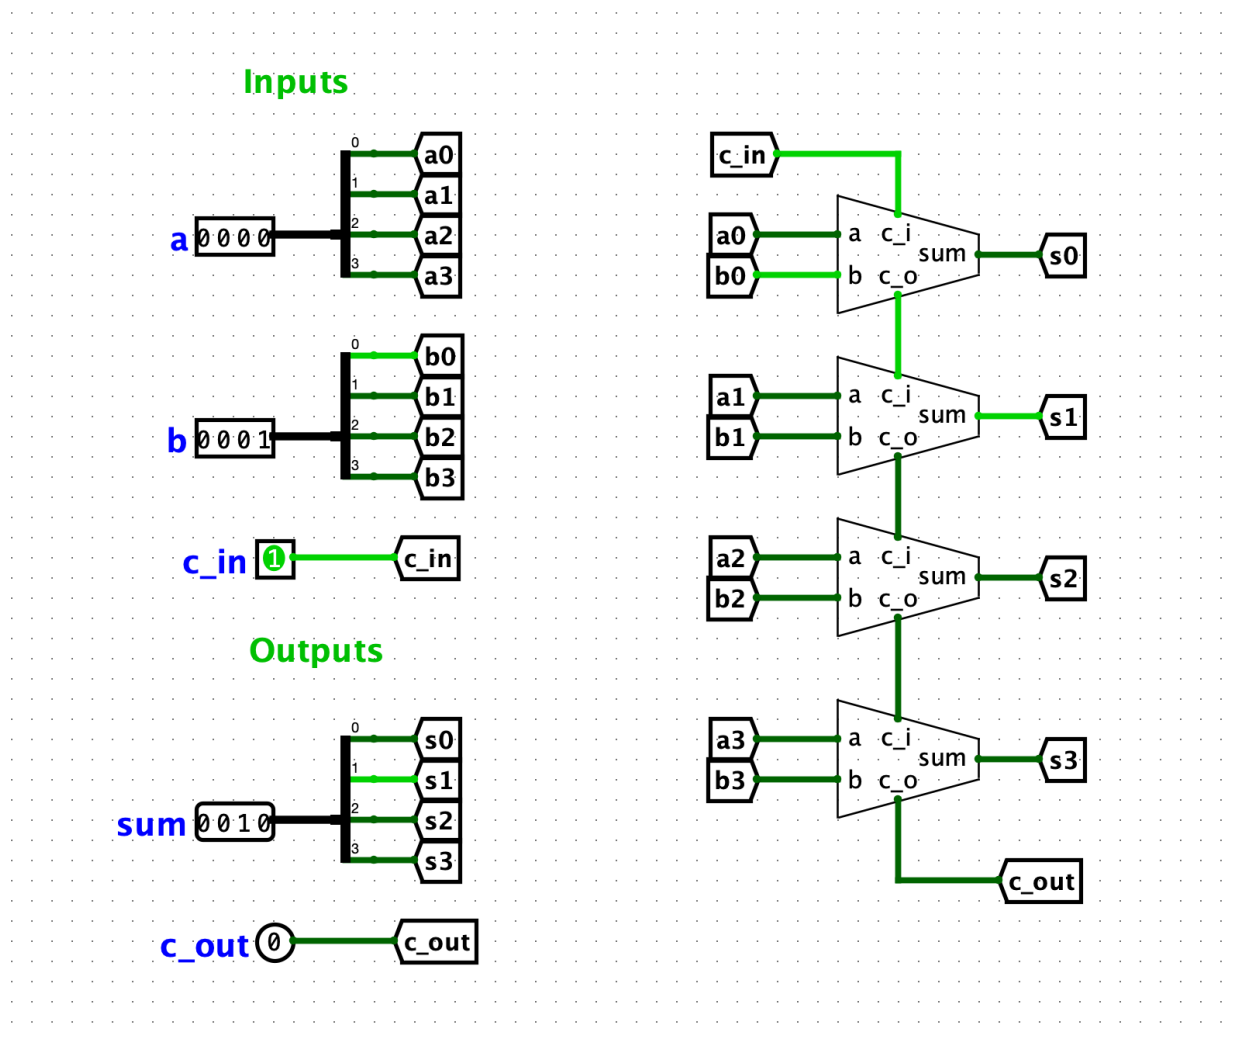 Inputs
a 0000
0 a0
1 a1
2 a2
3 a3
b 0001
0 b0
1 b1
2 b2
3 b3
c_in 1 c_in
Outputs
sum 0010
0 s0
1 s1
2 s2
3 s3
c_out 0 c_out
c_in
a0 a c_i
sum s0
b0 b c_o
a1 a c_i
sum s1
b1 b c_o
a2 a c_i
sum s2
b2 b c_o
a3 a c_i
sum s3
b3 b c_o
c_out